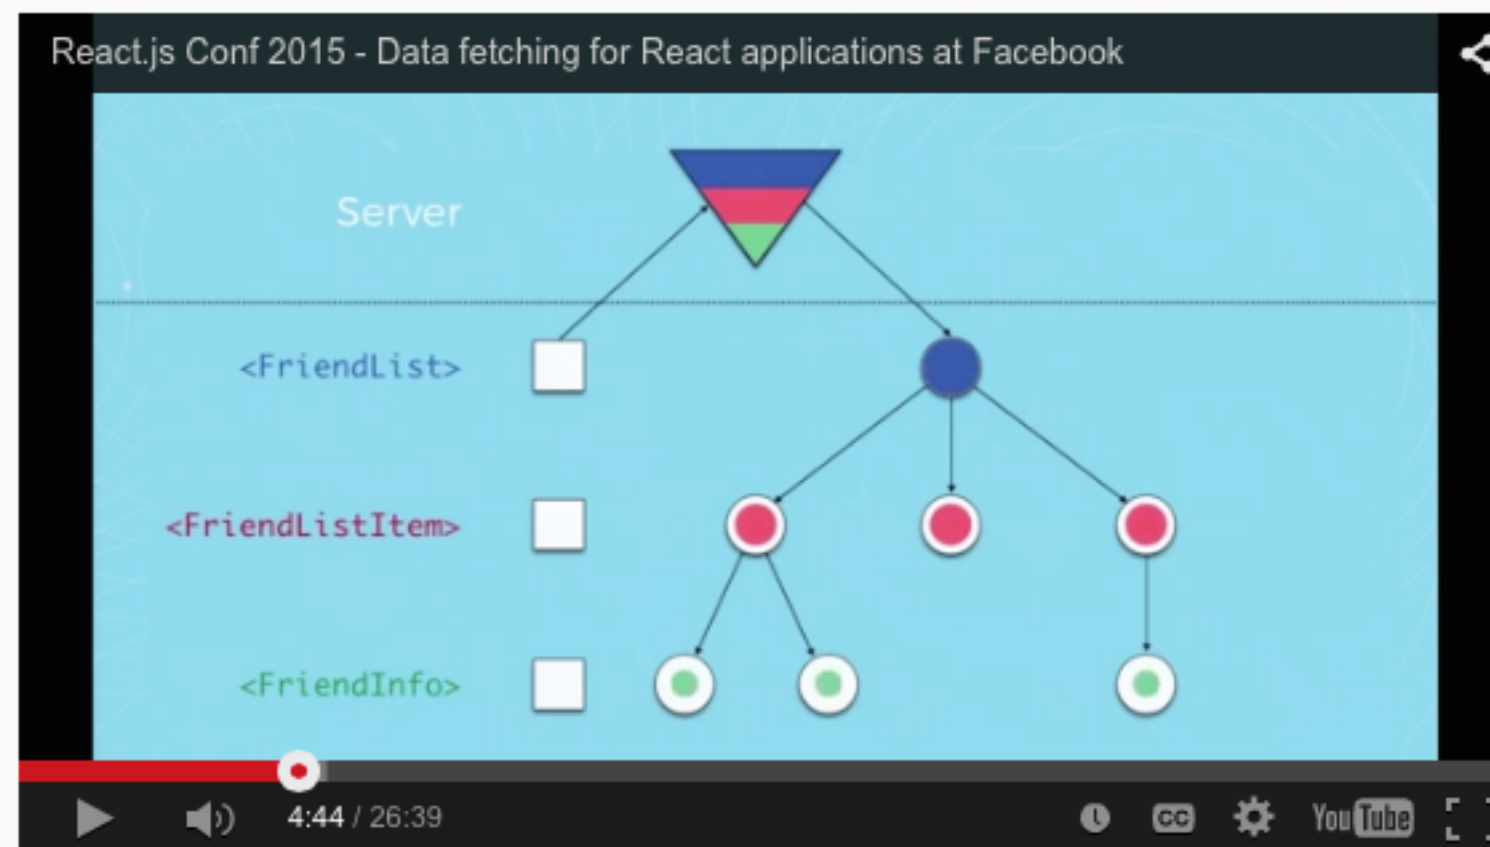 React.js Conf 2015 - Data fetching for React applications at Facebook
Server
<FriendList>
<FriendListItem>
<FriendInfo>
4:44 / 26:39
CC
YouTube